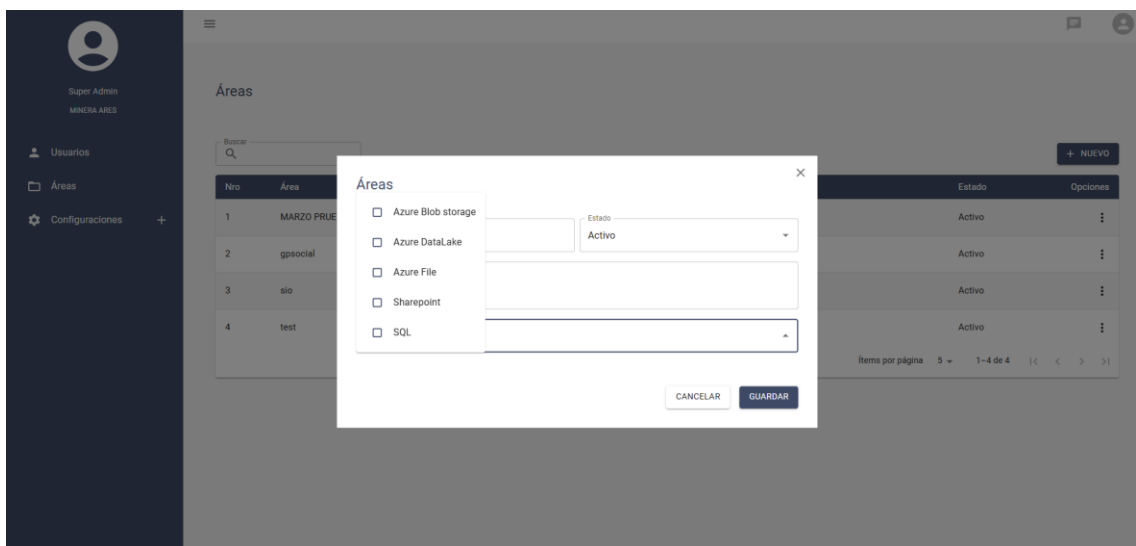 Super Admin
MINERA ARES
Usuarios
Áreas
Configuraciones +
Áreas
Buscar
+ NUEVO
Nro Área Estado Opciones
1 MARZO PRUE Activo
2 gpsocial Activo
3 sio Activo
4 test Activo
Ítems por página 5 1–4 de 4
Áreas
Azure Blob storage
Azure DataLake
Azure File
Sharepoint
SQL
Estado
Activo
CANCELAR GUARDAR